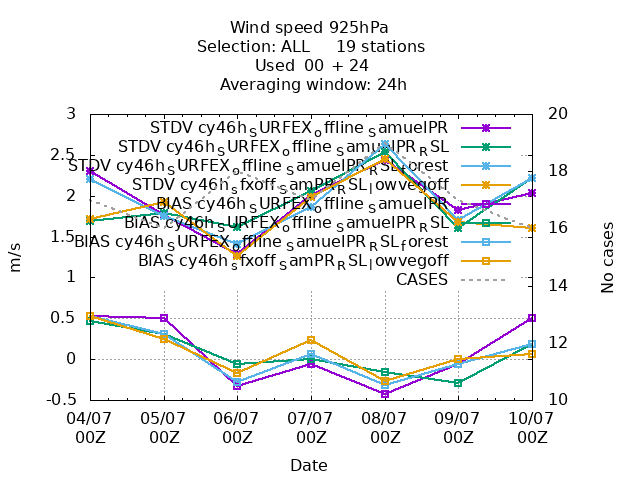 Wind speed 925hPa
Selection: ALL 19 stations
Used 00 + 24
Averaging window: 24h
3
2.5
2
1.5
1
0.5
0
-0.5
20
18
16
14
12
10
STDV cy46h_SURFEX_offline_samuelPR
STDV cy46h_SURFEX_offline_samuelPR_RSL
STDV cy46h_SURFEX_offline_samuelPR_RSL_forest
STDV cy46h_sfxoff_samPR_RSL_lowvegoff
BIAS cy46h_SURFEX_offline_samuelPR
BIAS cy46h_SURFEX_offline_samuelPR_RSL
BIAS cy46h_SURFEX_offline_samuelPR_RSL_forest
BIAS cy46h_sfxoff_samPR_RSL_lowvegoff
CASES
m/s
No cases
04/07 05/07 06/07 07/07 08/07 09/07 10/07
00Z 00Z 00Z 00Z 00Z 00Z 00Z
Date